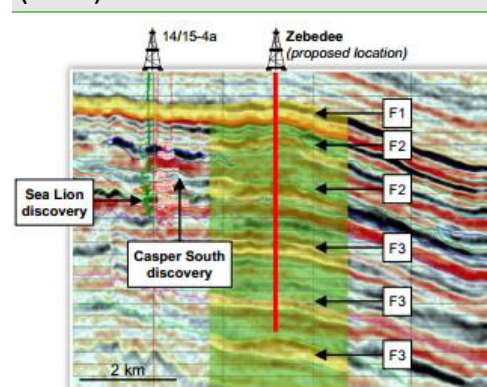 14/15-4a
Zebedee
(proposed location)
F1
F2
F2
Sea Lion
discovery
Casper South
discovery
F3
F3
F3
2 km